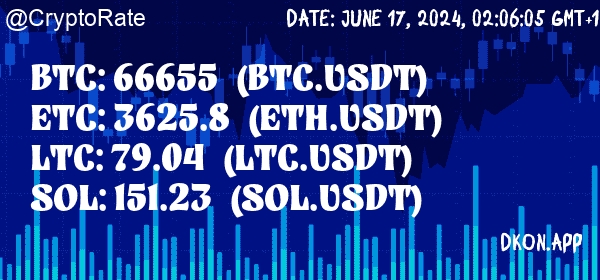 @CryptoRate
DATE: JUNE 17, 2024, 02:06:05 GMT+1
BTC: 66655 (BTC.USDT)
ETC: 3625.8 (ETH.USDT)
LTC: 79.04 (LTC.USDT)
SOL: 151.23 (SOL.USDT)
DKON.APP